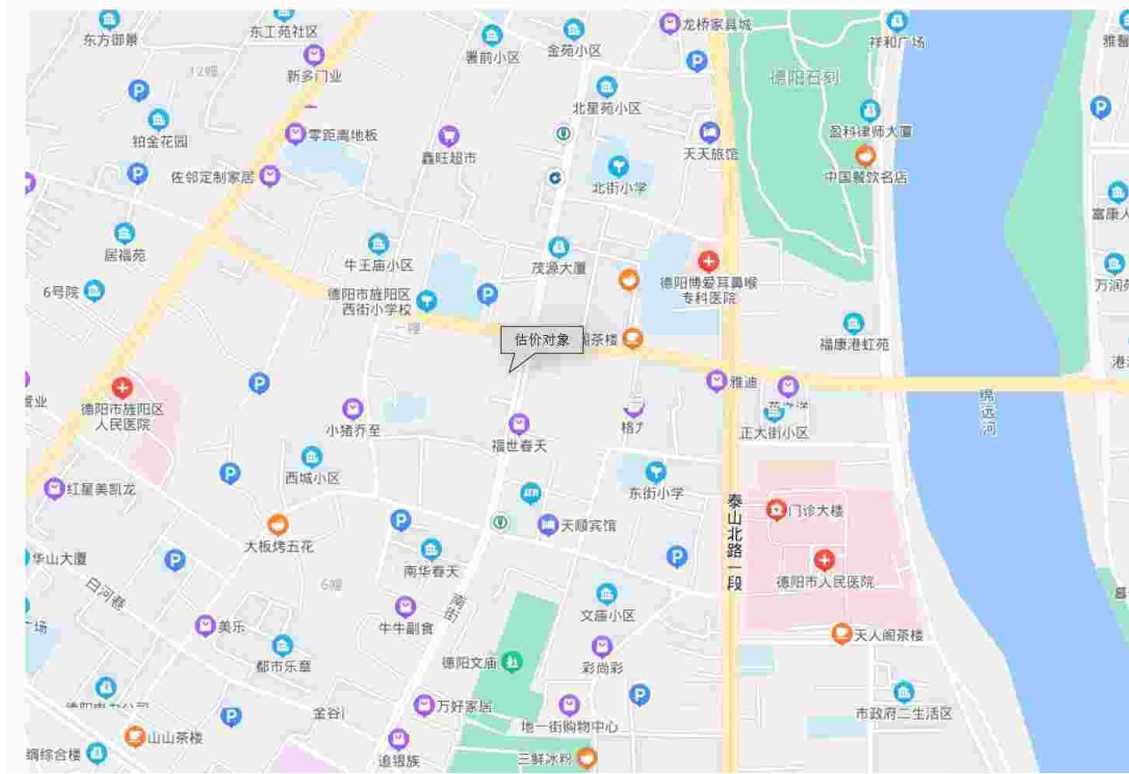 东方御景
东工苑社区
署前小区
金苑小区
龙桥家具城
祥和广场
雅馨
12幢
新多门业
P
德阳石刻
北星苑小区
P
铂金花园
零距离地板
鑫旺超市
天天旅馆
盈科律师大厦
P
中国餐饮名店
P
佐邻定制家居
北街小学
富康人
居福苑
牛王庙小区
茂源大厦
德阳博爱耳鼻喉
专科医院
万润苑
6号院
德阳市旌阳区
西街小学校
P
一幢
估价对象
阁茶楼
福康港虹苑
港
P
雅迪
绵远河
营业
德阳市旌阳区
人民医院
小猪乔至
福世春天
正大街小区
西城小区
P
东街小学
红星美凯龙
ATM
泰山北路一段
门诊大楼
大板烤五花
P
天顺宾馆
华山大厦
P
南华春天
P
德阳市人民医院
6幢
白河巷
南街
文庙小区
广场
美乐
牛牛副食
天人阁茶楼
都市乐章
德阳文庙
彩尚彩
P
金谷
万好家居
地一街购物中心
市政府二生活区
P
山山茶楼
绸综合楼
追银族
三鲜冰粉